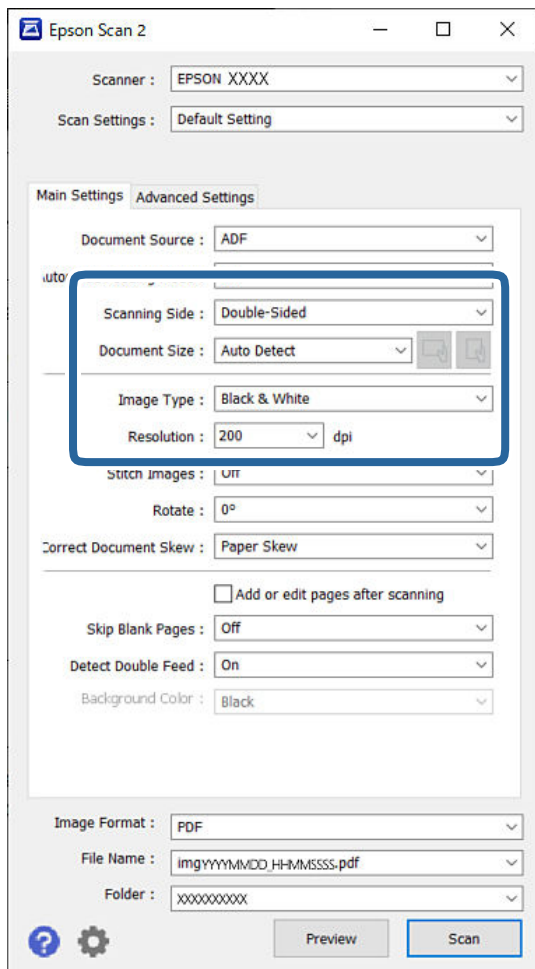 Epson Scan 2
Scanner : EPSON XXXX
Scan Settings : Default Setting
Main Settings Advanced Settings
Document Source : ADF
Scanning Side : Double-Sided
Document Size : Auto Detect
Image Type : Black & White
Resolution : 200 dpi
Stitch Images : Off
Rotate : 0°
Correct Document Skew : Paper Skew
Add or edit pages after scanning
Skip Blank Pages : Off
Detect Double Feed : On
Background Color : Black
Image Format : PDF
File Name : imgYYYYMMDD_HHMMSSSS.pdf
Folder : XXXXXXXXXX
? Preview Scan